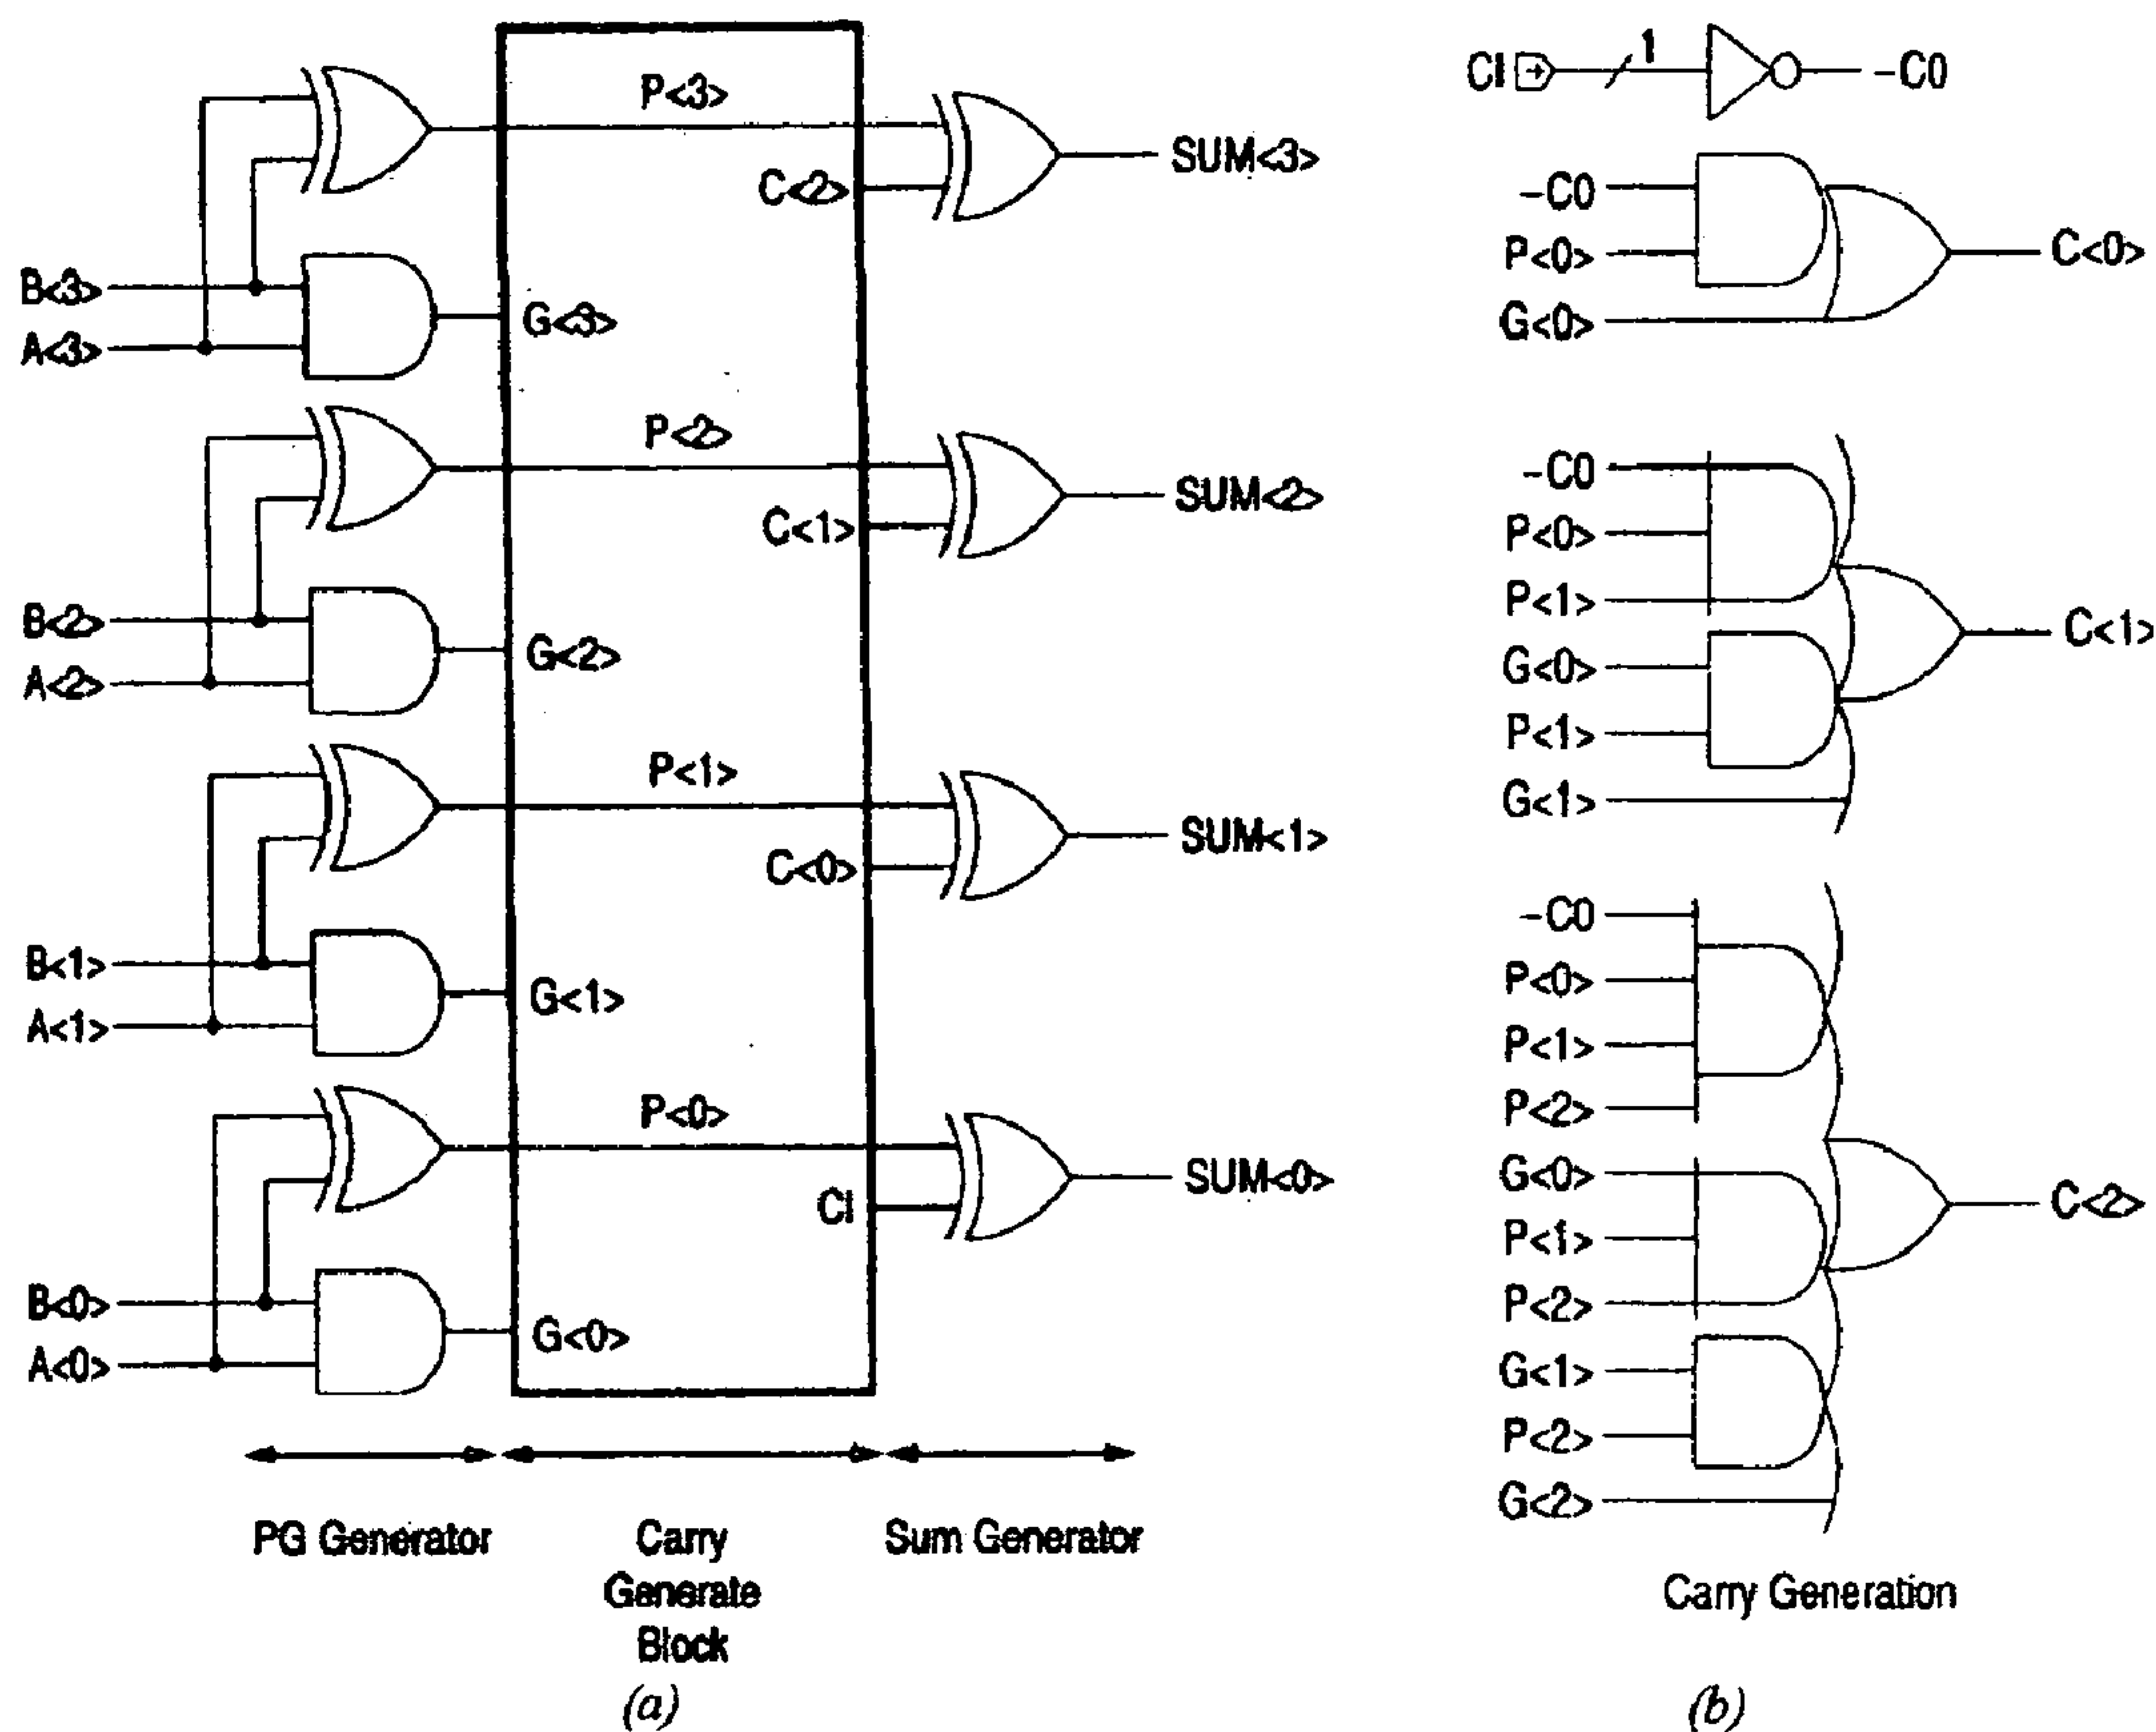 P<3>
C<2>
SUM<3>
B<3>
A<3>
G<3>
P<2>
C<1>
SUM<2>
B<2>
A<2>
G<2>
P<1>
C<0>
SUM<1>
B<1>
A<1>
G<1>
P<0>
CI
SUM<0>
B<0>
A<0>
G<0>
PG Generator
Carry
Generate
Block
Sum Generator
(a)
CI
1
-C0
-C0
P<0>
G<0>
C<0>
-C0
P<0>
P<1>
G<0>
P<1>
G<1>
C<1>
-C0
P<0>
P<1>
P<2>
G<0>
P<1>
P<2>
G<1>
P<2>
G<2>
C<2>
Carry Generation
(b)